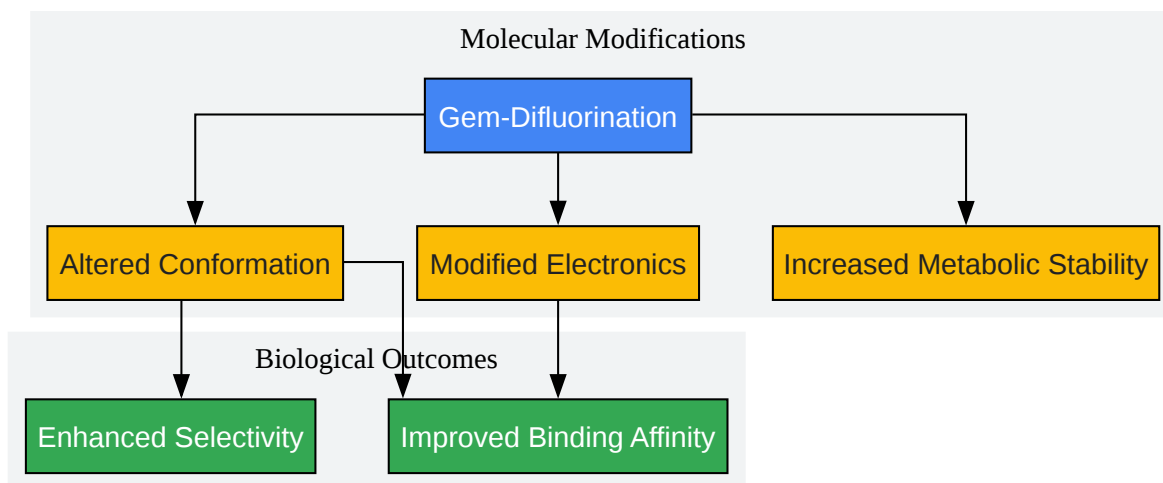 Molecular Modifications
Gem-Difluorination
Altered Conformation
Modified Electronics
Increased Metabolic Stability
Biological Outcomes
Enhanced Selectivity
Improved Binding Affinity